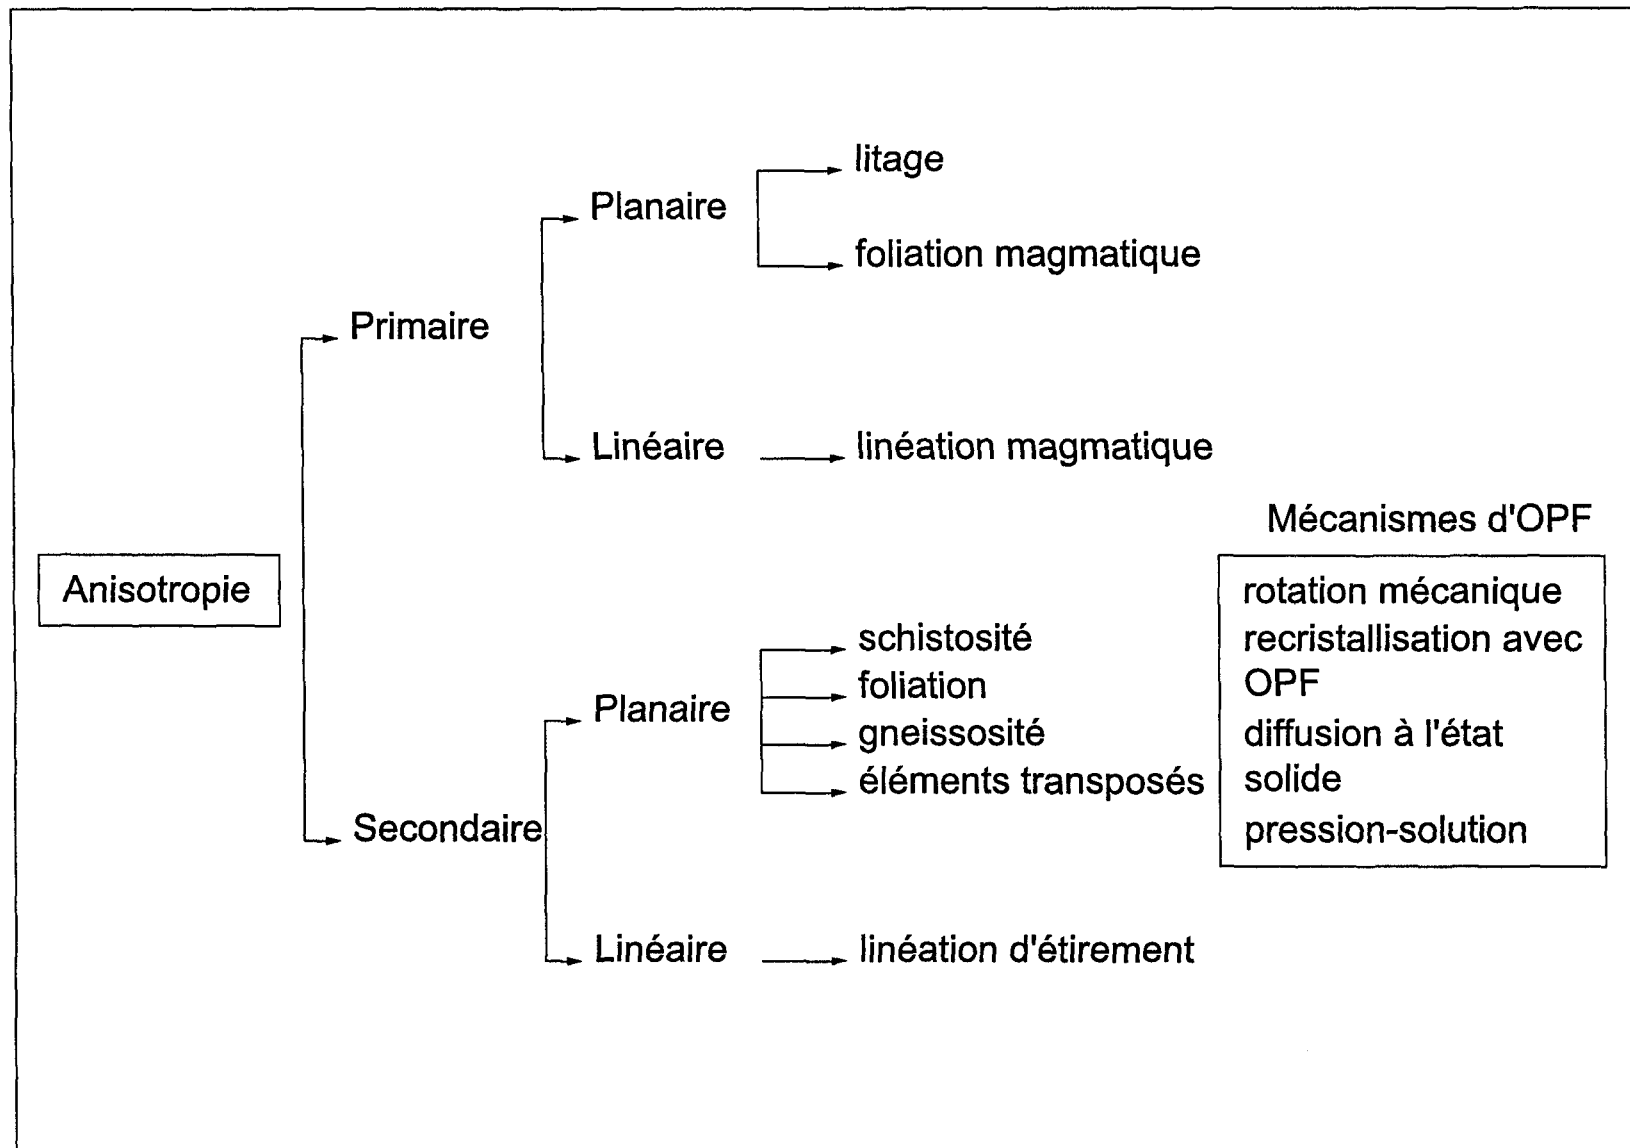 litage
Planaire
foliation magmatique
Primaire
Linéaire
linéation magmatique
Mécanismes d'OPF
Anisotropie
rotation mécanique
schistosité
recristallisation avec
foliation
OPF
Planaire
gneissosité
diffusion à l'état
éléments transposés
solide
Secondaire
pression-solution
Linéaire
linéation d'étirement